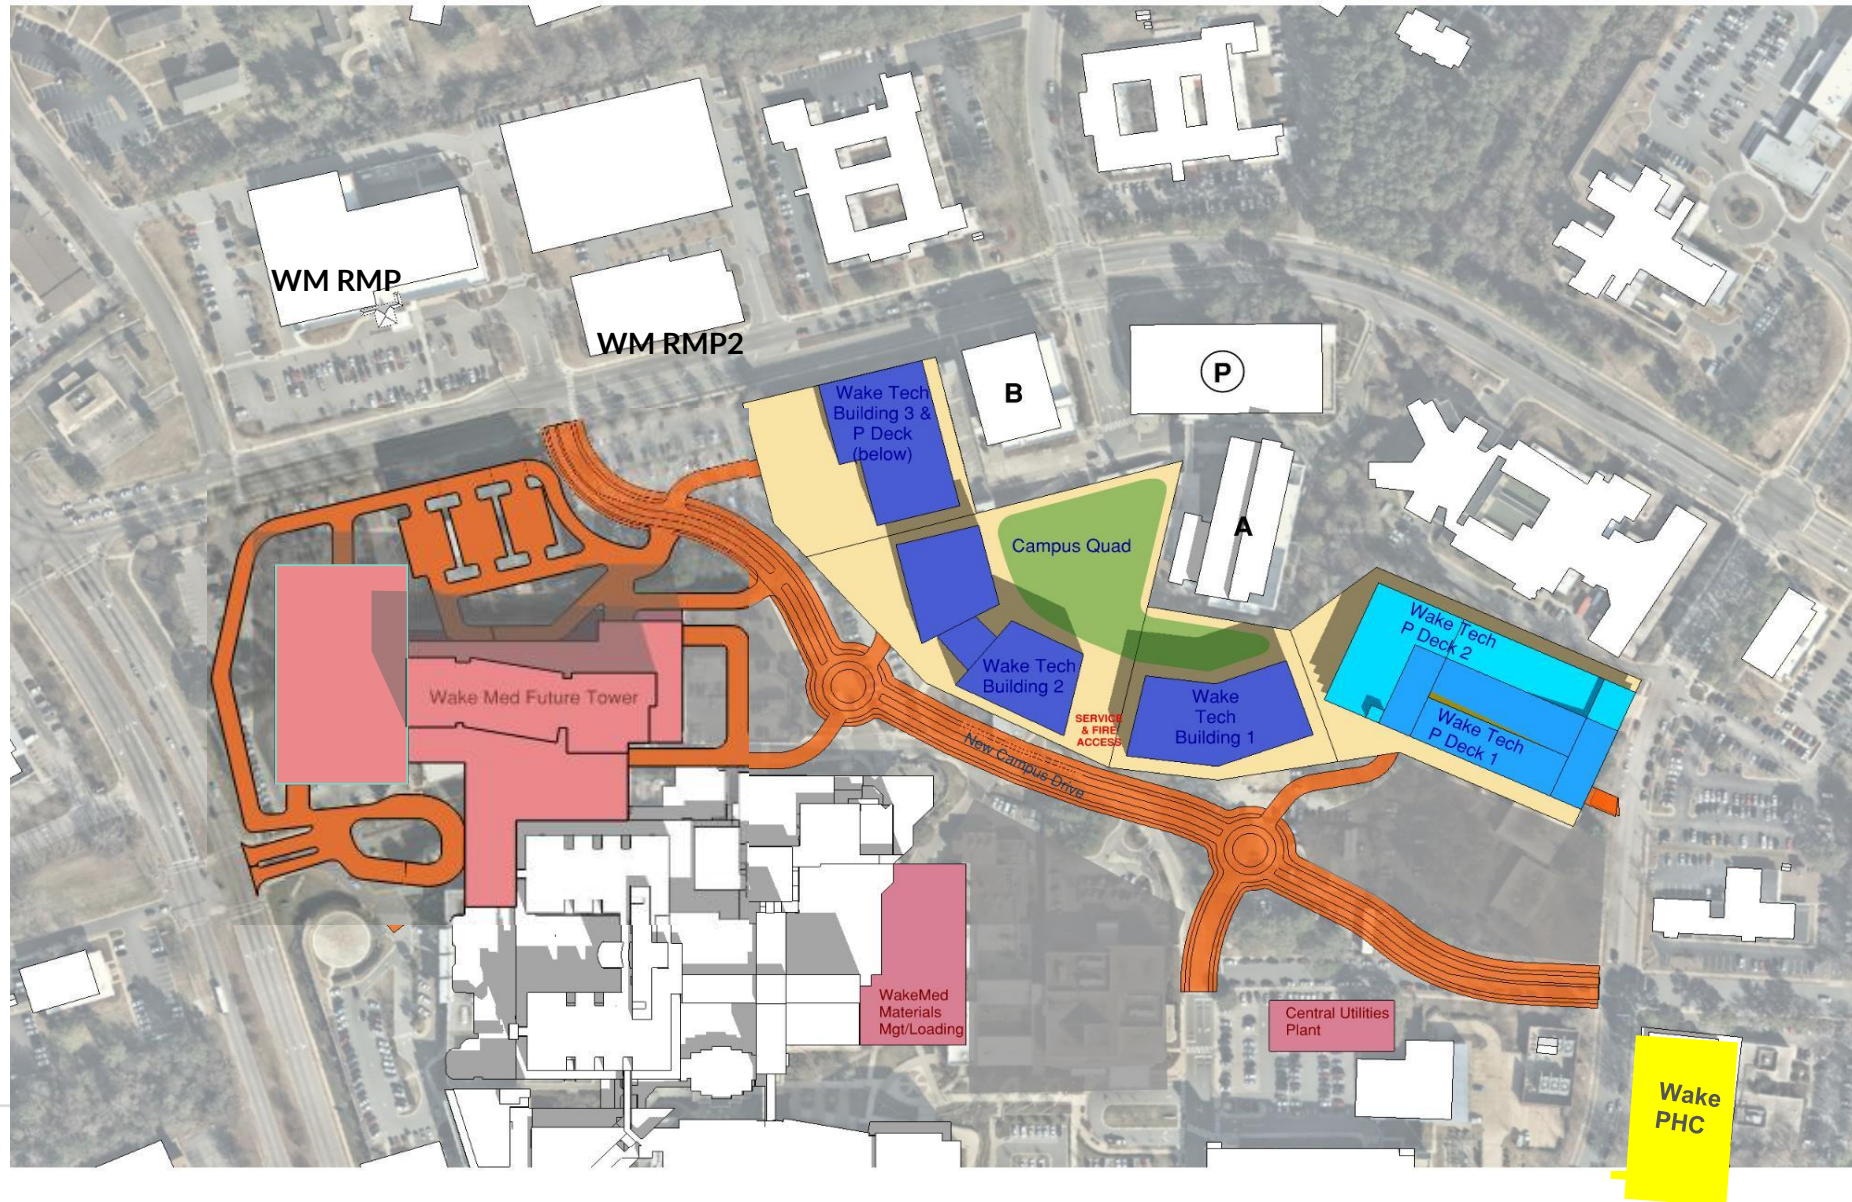 WM RMP
WM RMP2
Wake Tech
Building 3 &
P Deck
(below)
B
P
A
Campus Quad
Wake Tech
P Deck 2
Wake Tech
P Deck 1
Wake Tech
Building 2
Wake
Tech
Building 1
SERVICE
& FIRE
ACCESS
New Campus Drive
Wake Med Future Tower
WakeMed
Materials
Mgt/Loading
Central Utilities
Plant
Wake
PHC